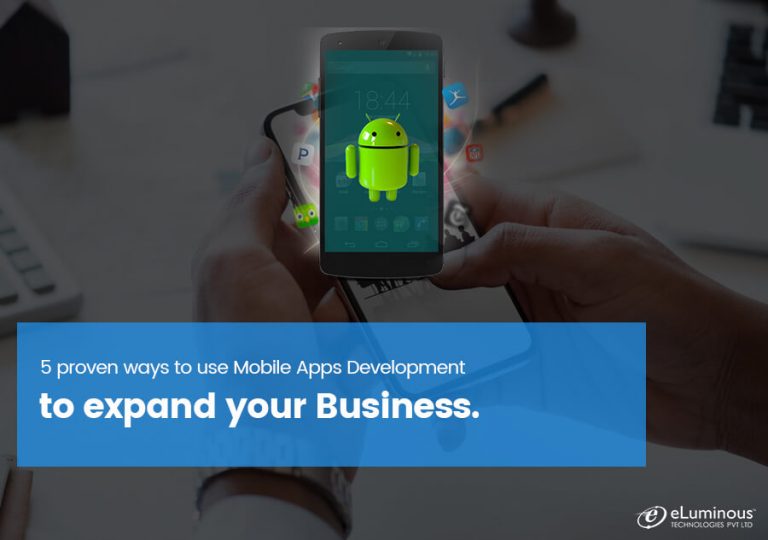 18:44
P
5 proven ways to use Mobile Apps Development
to expand your Business.
eLuminous
TECHNOLOGIES PVT LTD